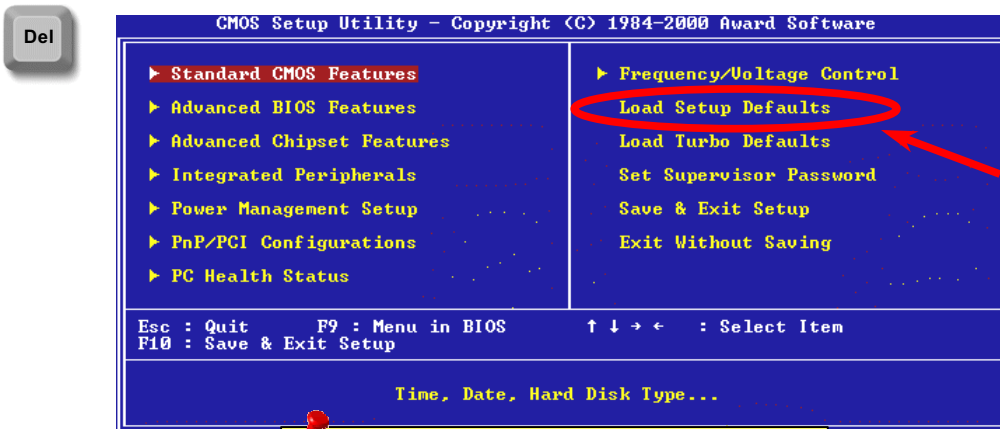 Del
CMOS Setup Utility – Copyright (C) 1984–2000 Award Software
Standard CMOS Features
Advanced BIOS Features
Advanced Chipset Features
Integrated Peripherals
Power Management Setup
PnP/PCI Configurations
PC Health Status
Frequency/Voltage Control
Load Setup Defaults
Load Turbo Defaults
Set Supervisor Password
Save & Exit Setup
Exit Without Saving
Esc : Quit F9 : Menu in BIOS ↑ ↓ → ← : Select Item
F10 : Save & Exit Setup
Time, Date, Hard Disk Type...